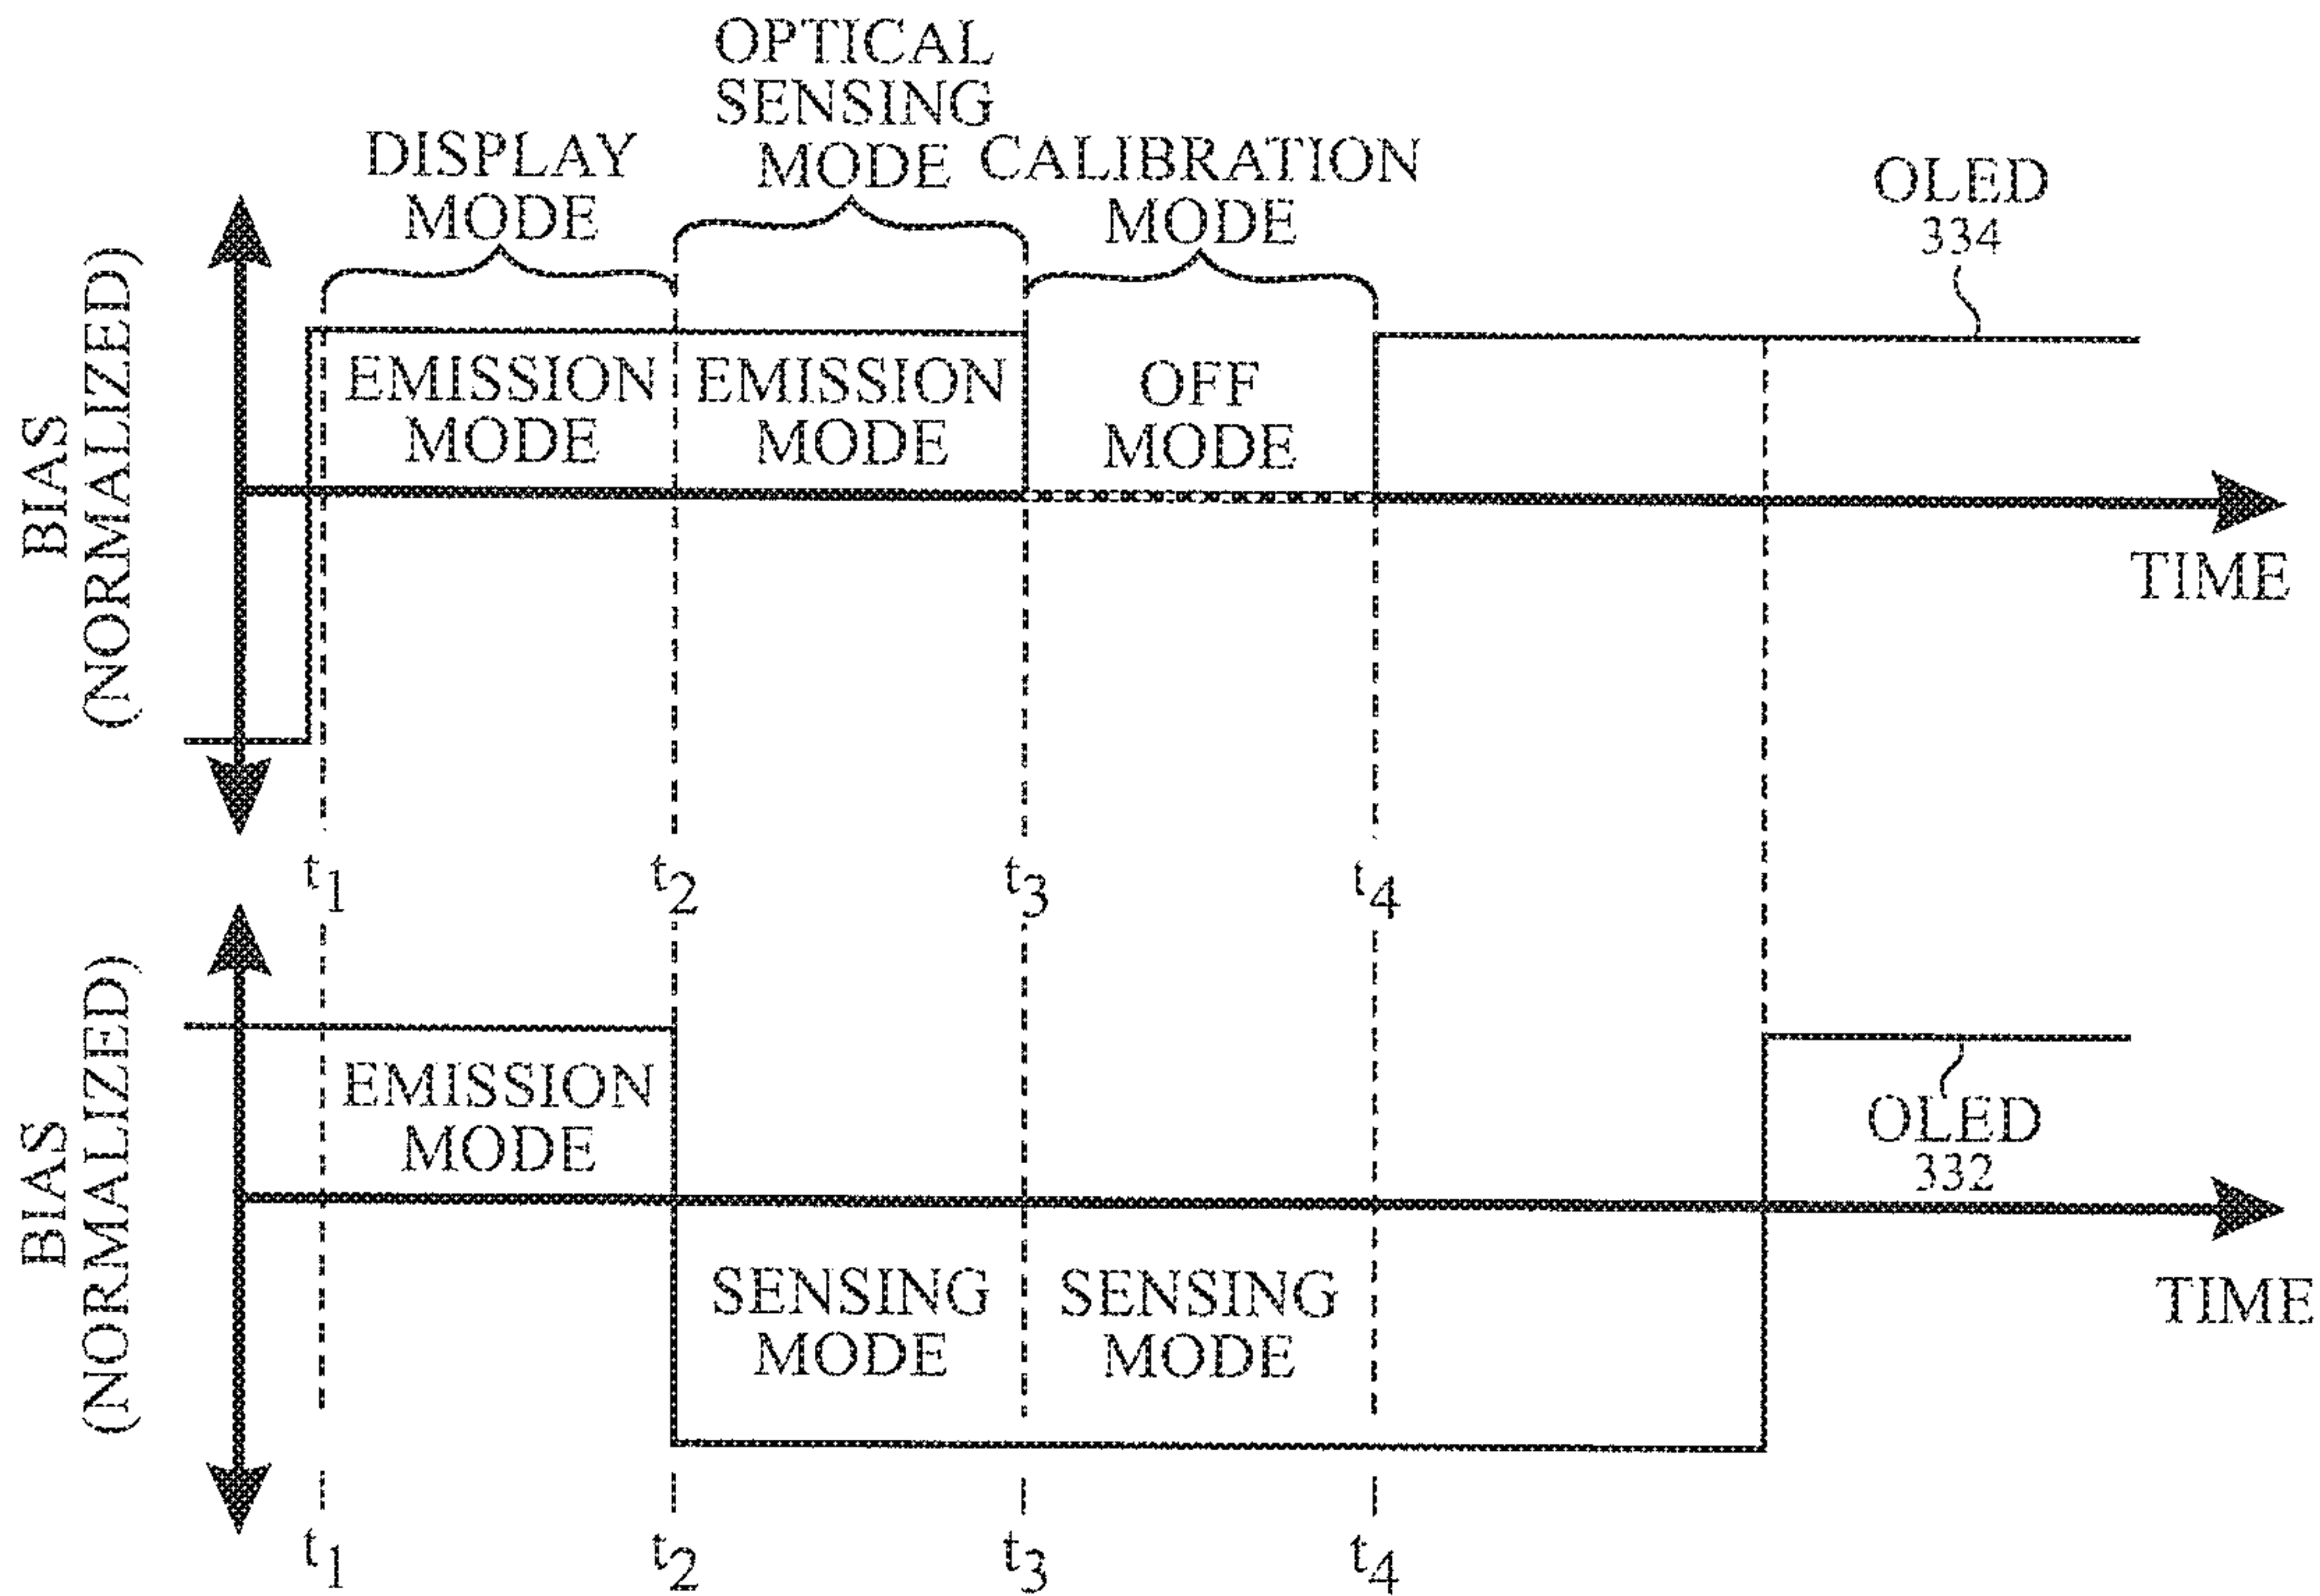 OPTICAL
SENSING
MODE
DISPLAY
MODE
CALIBRATION
MODE
OLED
334
BIAS
(NORMALIZED)
EMISSION
MODE
EMISSION
MODE
OFF
MODE
TIME
t1
t2
t3
t4
BIAS
(NORMALIZED)
EMISSION
MODE
OLED
332
SENSING
MODE
SENSING
MODE
TIME
t1
t2
t3
t4